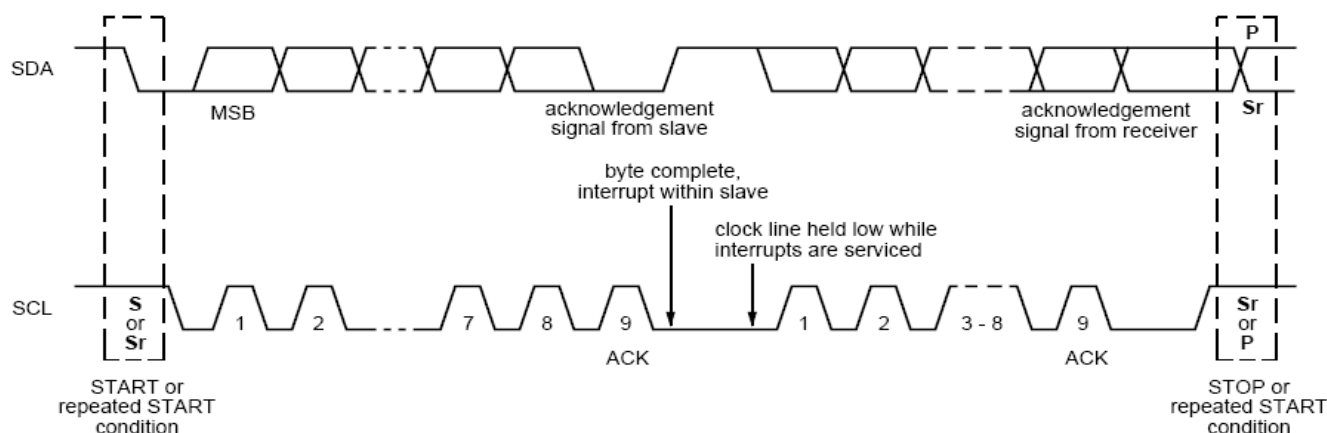 P
SDA
MSB
acknowledgement
signal from slave
acknowledgement
signal from receiver
Sr
byte complete,
interrupt within slave
clock line held low while
interrupts are serviced
SCL
S
or
Sr
1
2
7
8
9
1
2
3 - 8
9
Sr
or
P
ACK
ACK
START or
repeated START
condition
STOP or
repeated START
condition